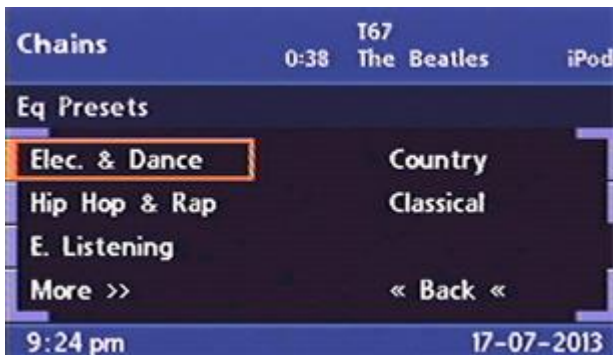 Chains 0:38 T67 The Beatles iPod
Eq Presets
Elec. & Dance Country
Hip Hop & Rap Classical
E. Listening
More >> « Back «
9:24 pm 17-07-2013